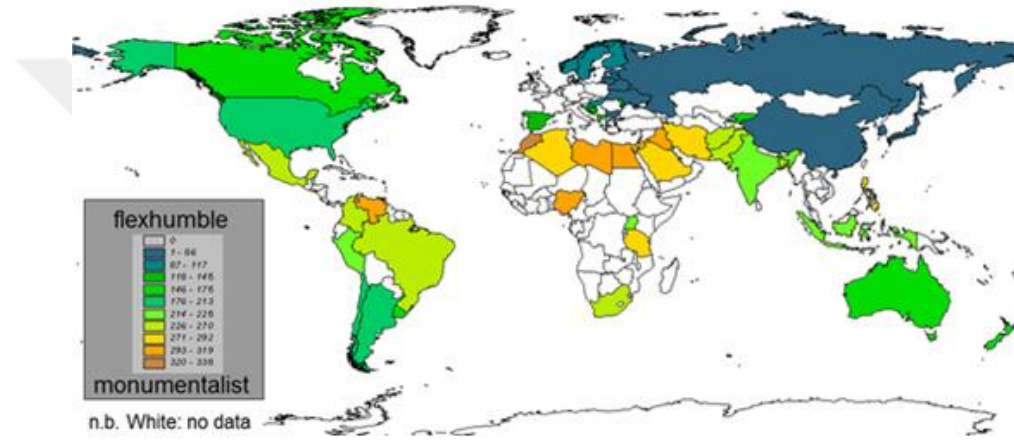 flexhumble
0
1 - 66
67 - 117
118 - 145
146 - 175
176 - 213
214 - 225
226 - 270
271 - 292
293 - 319
320 - 338
monumentalist
n.b. White: no data